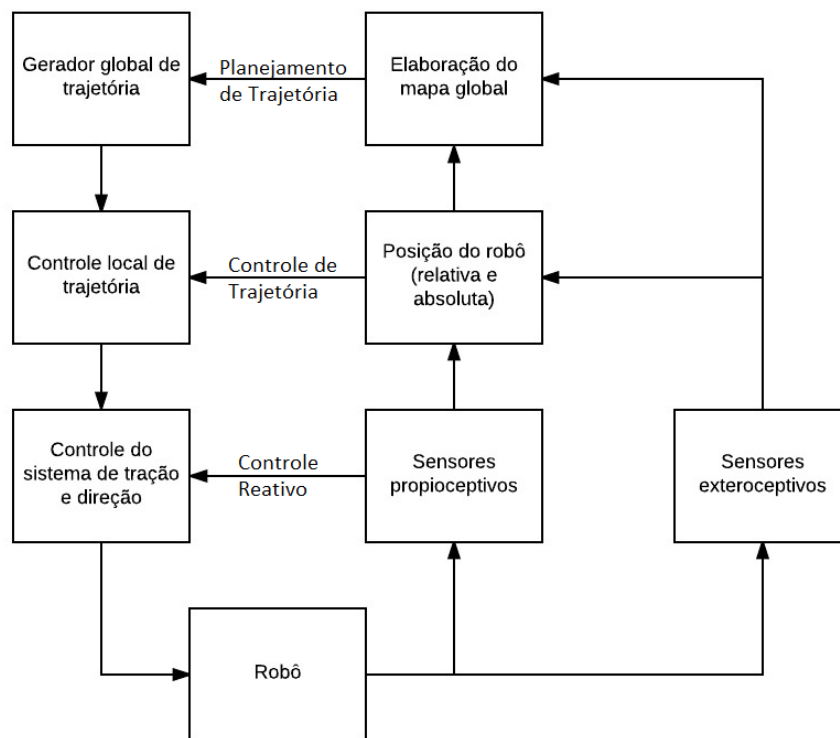 Gerador global de
trajetória
Planejamento
de Trajetória
Elaboração do
mapa global
Controle local de
trajetória
Controle de
Trajetória
Posição do robô
(relativa e
absoluta)
Controle do
sistema de tração
e direção
Controle
Reativo
Sensores
propioceptivos
Sensores
exteroceptivos
Robô